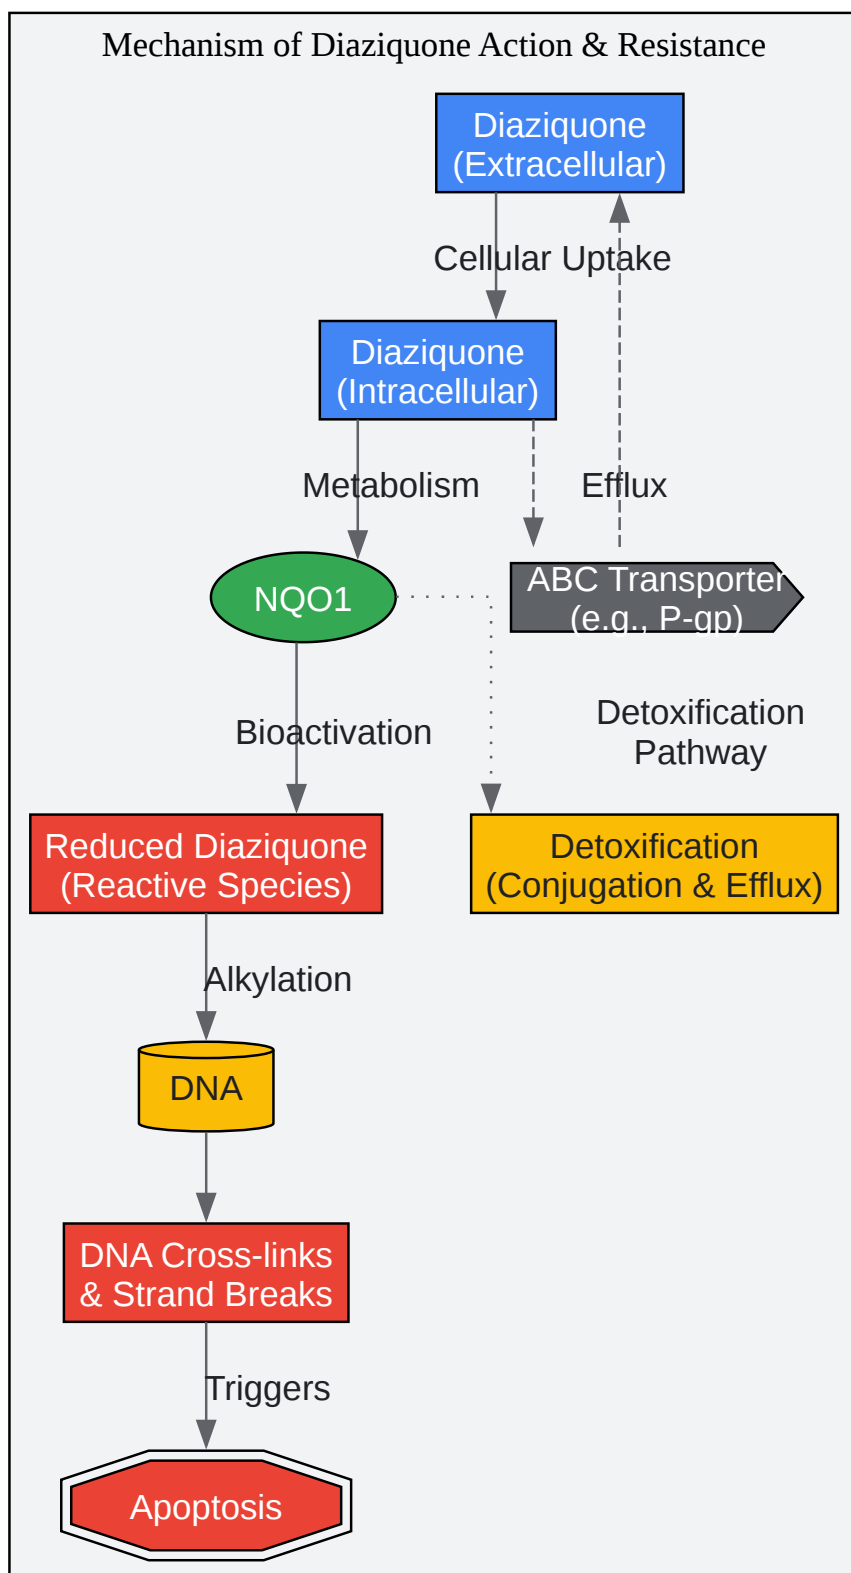 Mechanism of Diaziquone Action & Resistance
Diaziquone
(Extracellular)
Cellular Uptake
Diaziquone
(Intracellular)
Metabolism
Efflux
NQO1
ABC Transporter
(e.g., P-gp)
Bioactivation
Detoxification
Pathway
Reduced Diaziquone
(Reactive Species)
Detoxification
(Conjugation & Efflux)
Alkylation
DNA
DNA Cross-links
& Strand Breaks
Triggers
Apoptosis